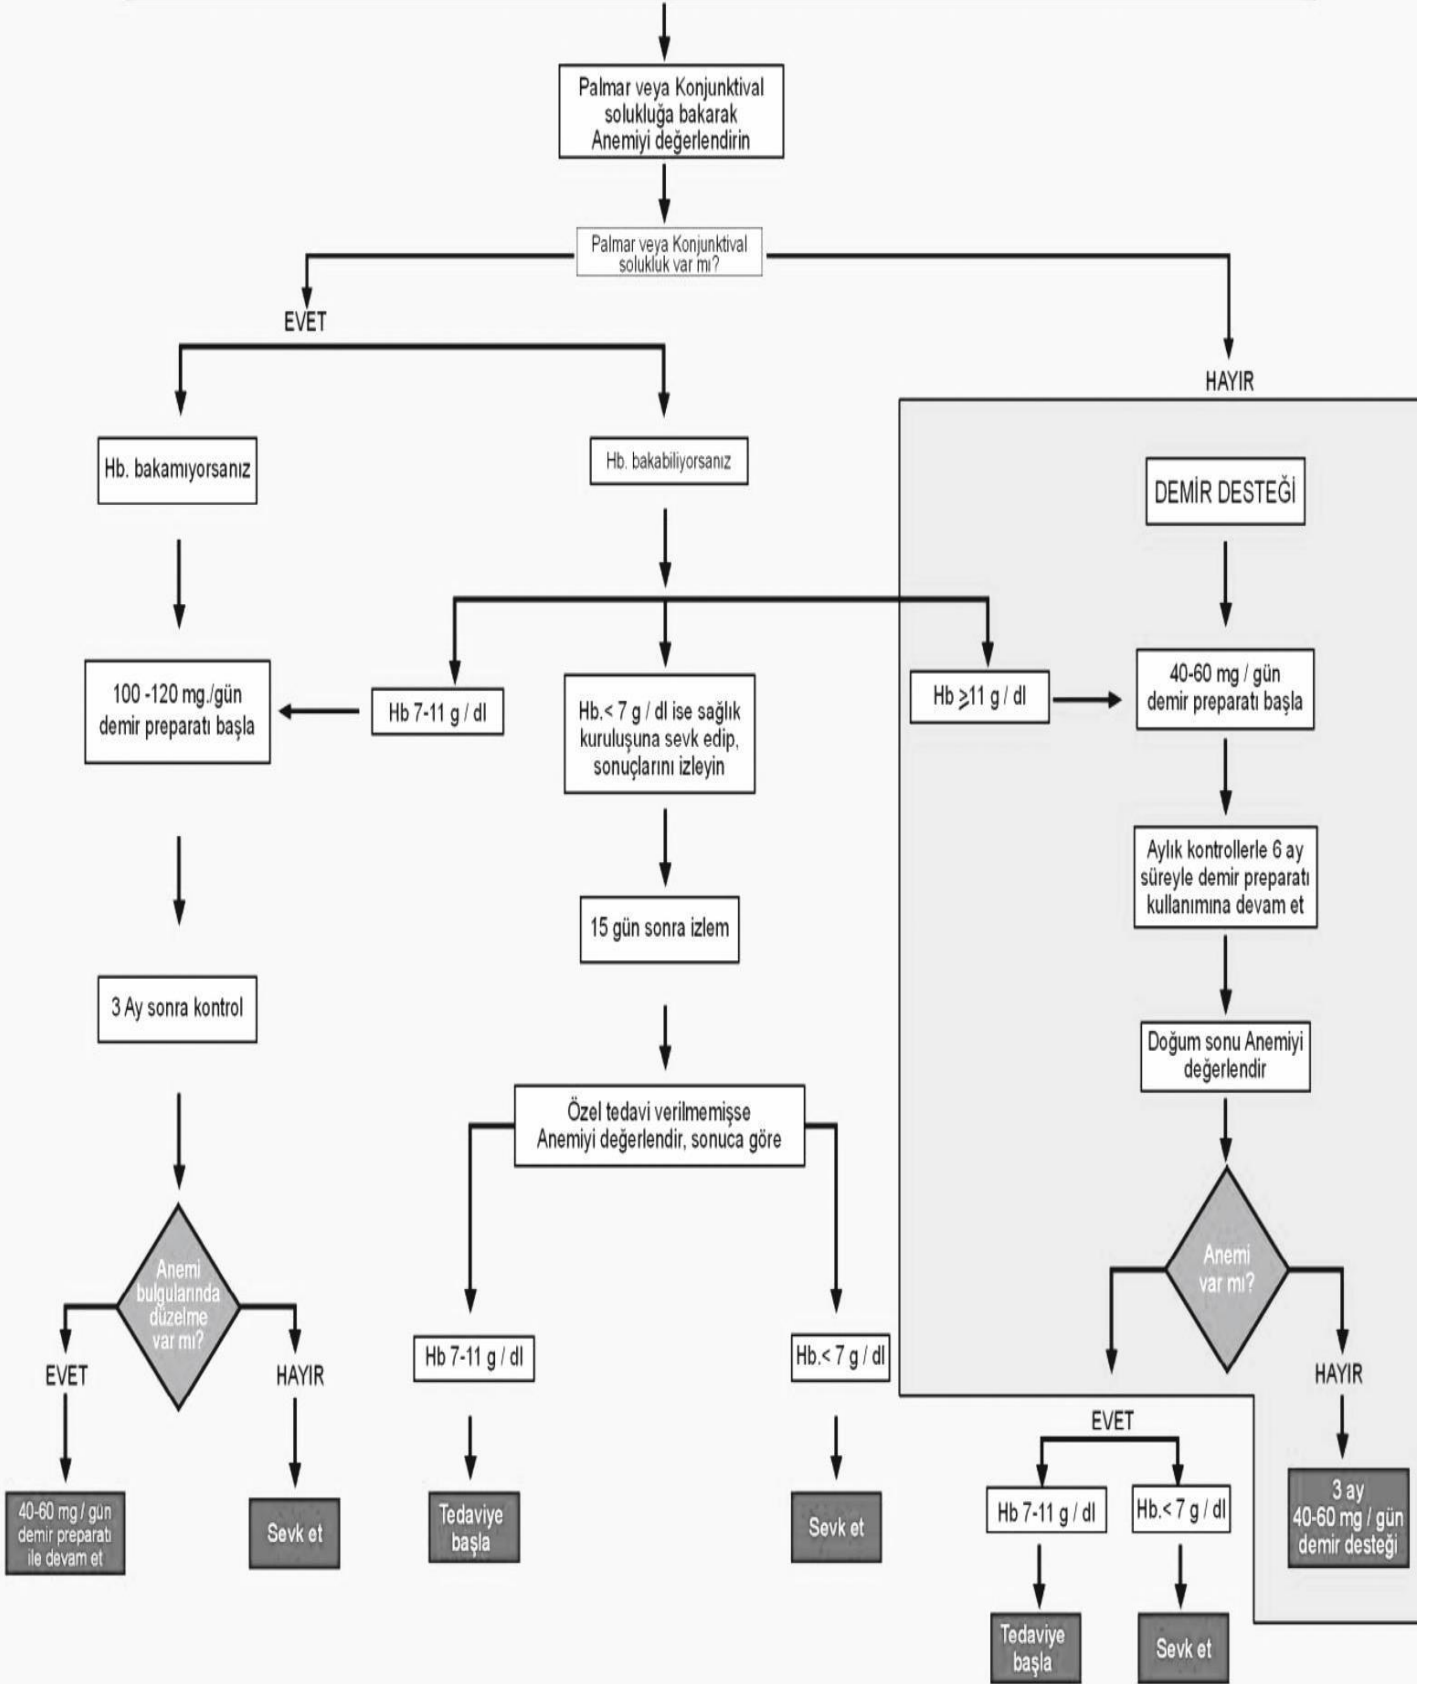 Palmar veya Konjunktival
solukluğa bakarak
Anemiyi değerlendirin
Palmar veya Konjunktival
solukluk var mı?
EVET
HAYIR
Hb. bakamıyorsanız
Hb. bakabiliyorsanız
DEMİR DESTEĞİ
100 -120 mg./gün
demir preparatı başla
Hb 7-11 g / dl
Hb.< 7 g / dl ise sağlık
kuruluşuna sevk edip,
sonuçlarını izleyin
Hb ≥11 g / dl
40-60 mg / gün
demir preparatı başla
Aylık kontrollerle 6 ay
süreyle demir preparatı
kullanımına devam et
15 gün sonra izlem
3 Ay sonra kontrol
Doğum sonu Anemiyi
değerlendir
Özel tedavi verilmemişse
Anemiyi değerlendir, sonuca göre
Anemi
bulgularında
düzelme
var mı?
Anemi
var mı?
EVET
HAYIR
Hb 7-11 g / dl
Hb.< 7 g / dl
HAYIR
EVET
40-60 mg / gün
demir preparatı
ile devam et
Sevk et
Tedaviye
başla
Sevk et
Hb 7-11 g / dl
Hb.< 7 g / dl
3 ay
40-60 mg / gün
demir desteği
Tedaviye
başla
Sevk et